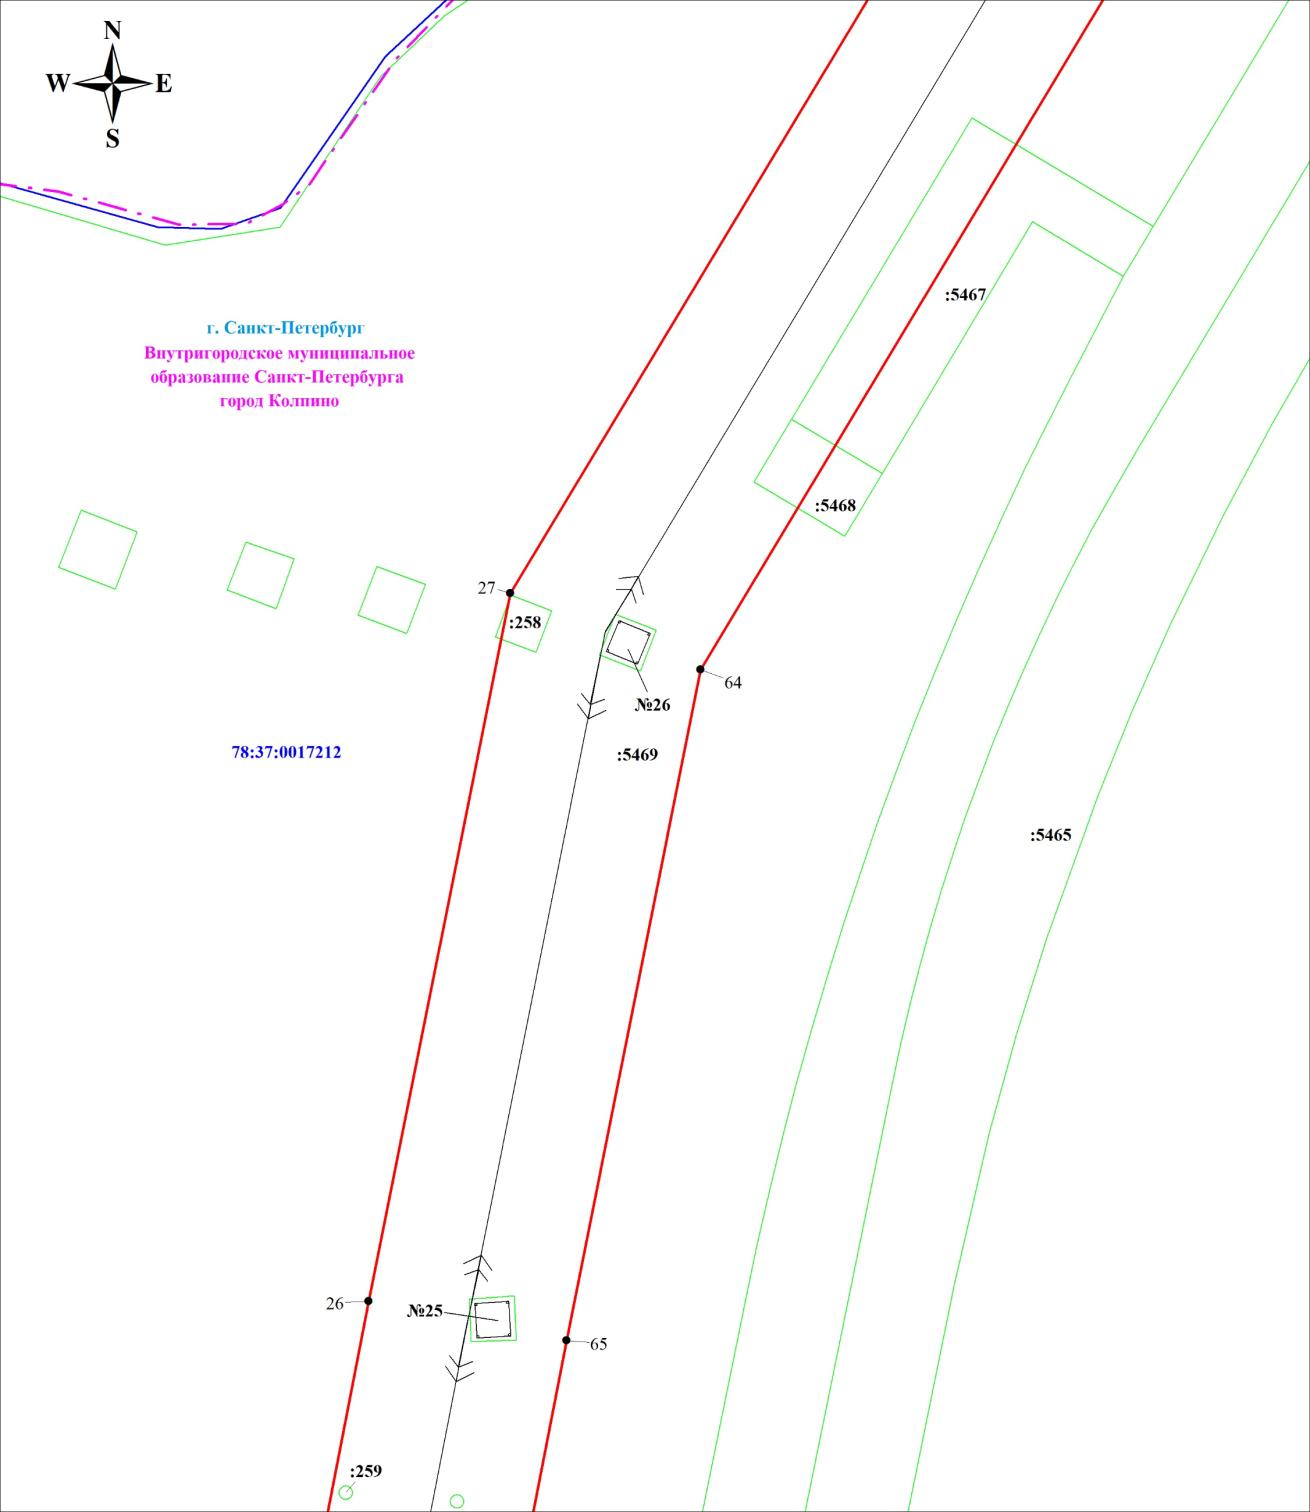 N
W E
S
г. Санкт-Петербург
Внутригородское муниципальное
образование Санкт-Петербурга
город Колпино
:5467
:5468
27
:258
64
№26
78:37:0017212
:5469
:5465
26
№25
65
:259